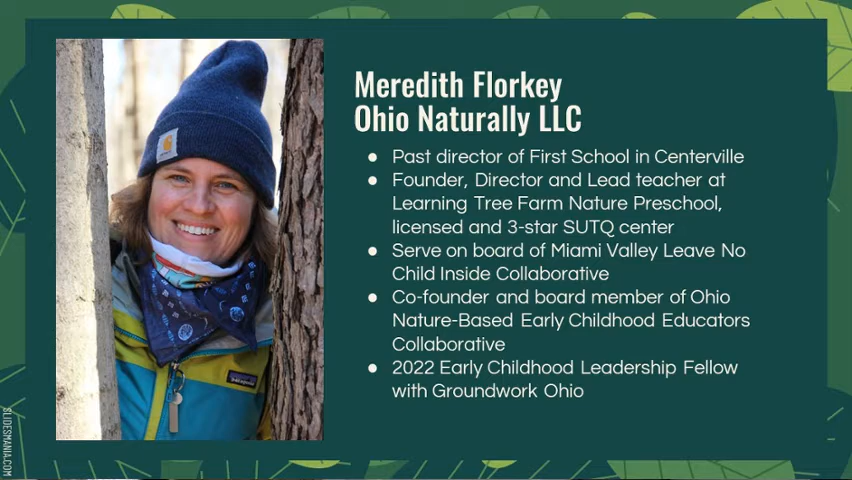 Meredith Florkey
Ohio Naturally LLC
● Past director of First School in Centerville
● Founder, Director and Lead teacher at
Learning Tree Farm Nature Preschool,
licensed and 3-star SUTQ center
● Serve on board of Miami Valley Leave No
Child Inside Collaborative
● Co-founder and board member of Ohio
Nature-Based Early Childhood Educators
Collaborative
● 2022 Early Childhood Leadership Fellow
with Groundwork Ohio
patagonia
SLIDESMANIA.COM